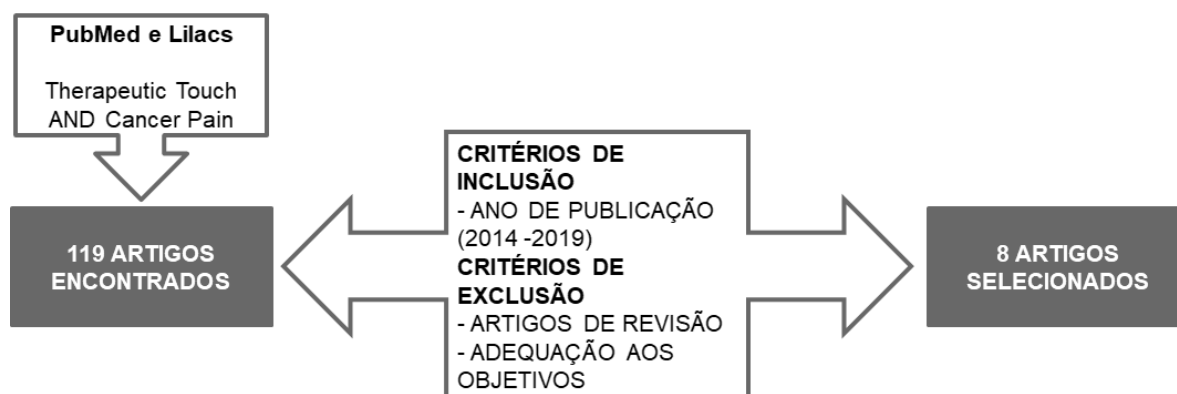 PubMed e Lilacs
Therapeutic Touch
AND Cancer Pain
119 ARTIGOS
ENCONTRADOS
CRITÉRIOS DE
INCLUSÃO
- ANO DE PUBLICAÇÃO
(2014 -2019)
CRITÉRIOS DE
EXCLUSÃO
- ARTIGOS DE REVISÃO
- ADEQUAÇÃO AOS
OBJETIVOS
8 ARTIGOS
SELECIONADOS